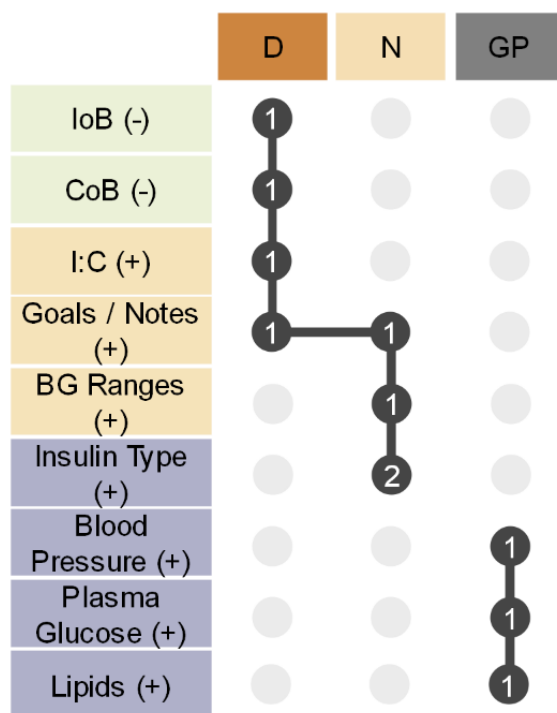 D N GP
IoB (-) 1
CoB (-) 1
I:C (+) 1
Goals / Notes
(+) 1 1
BG Ranges
(+) 1
Insulin Type
(+) 2
Blood
Pressure (+) 1
Plasma
Glucose (+) 1
Lipids (+) 1